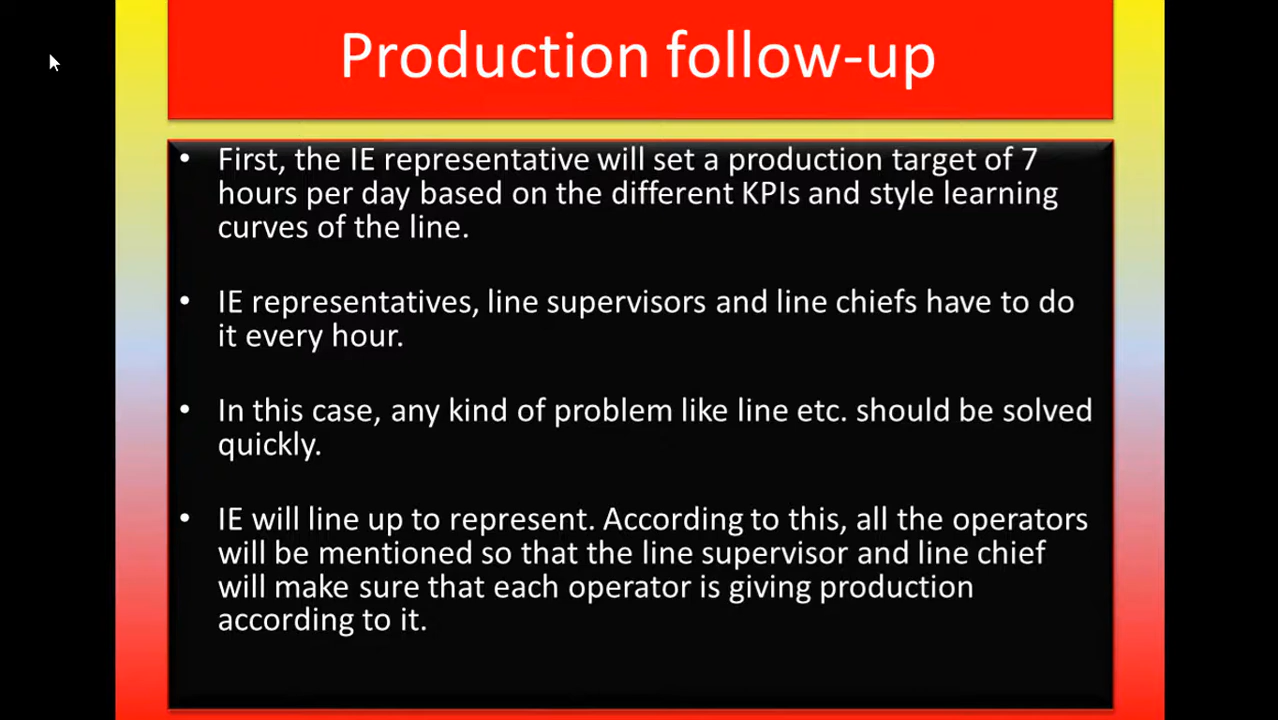 Production follow-up
• First, the IE representative will set a production target of 7
hours per day based on the different KPIs and style learning
curves of the line.
• IE representatives, line supervisors and line chiefs have to do
it every hour.
• In this case, any kind of problem like line etc. should be solved
quickly.
• IE will line up to represent. According to this, all the operators
will be mentioned so that the line supervisor and line chief
will make sure that each operator is giving production
according to it.